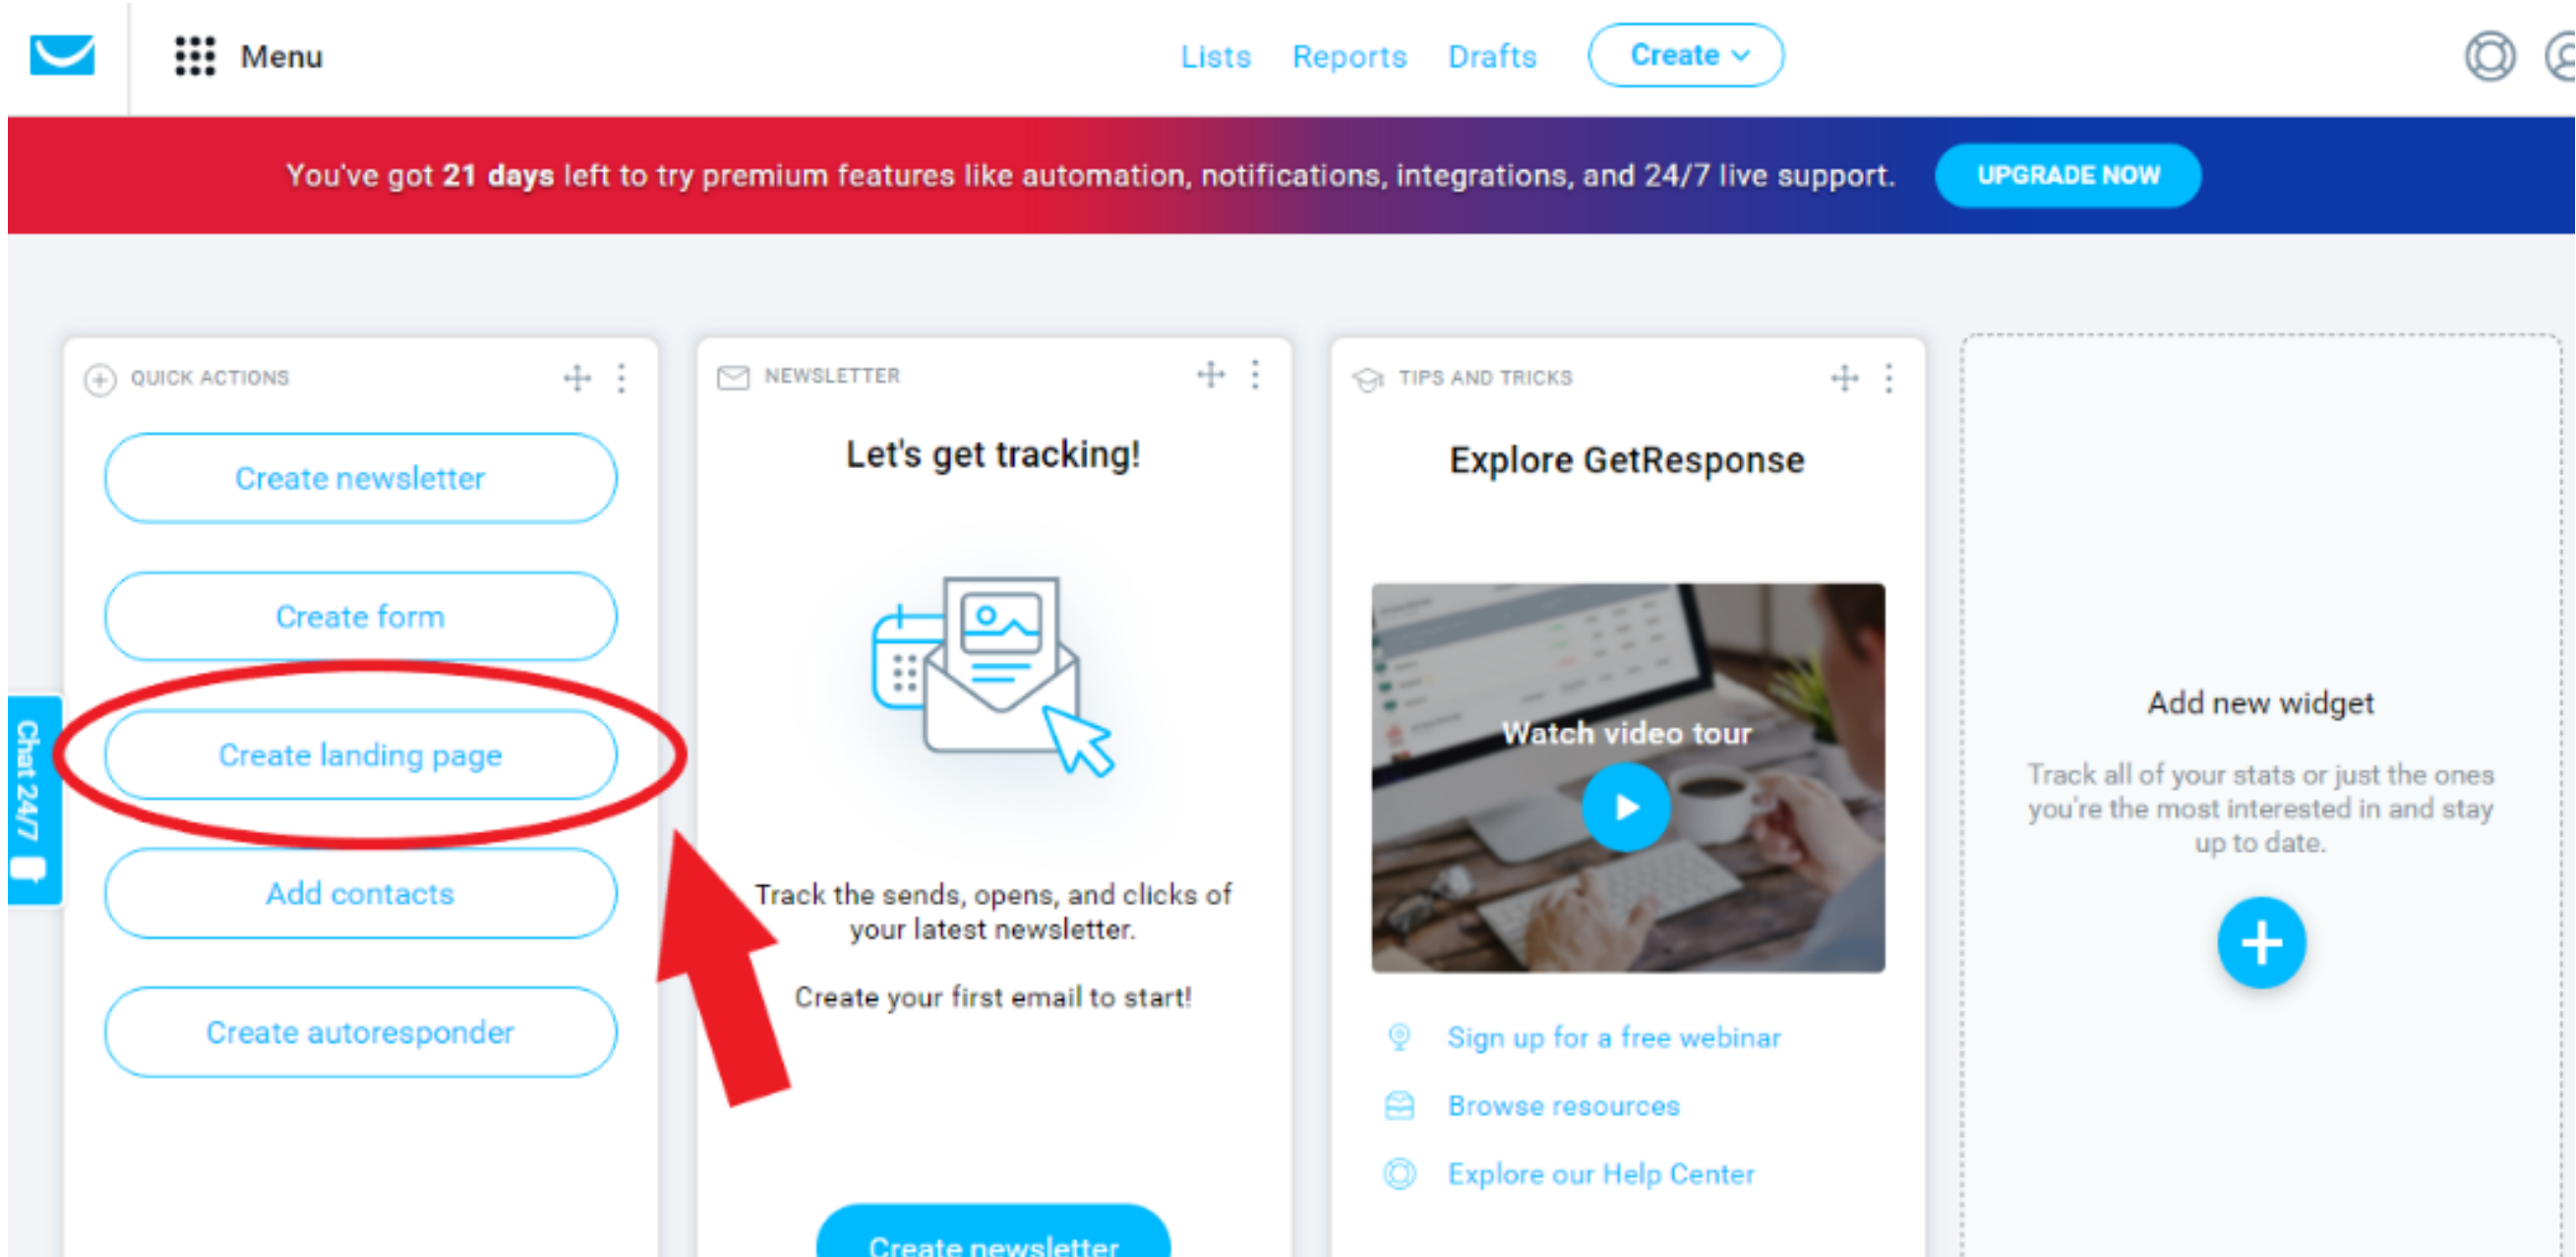 Menu
Lists
Reports
Drafts
Create
You've got 21 days left to try premium features like automation, notifications, integrations, and 24/7 live support.
UPGRADE NOW
QUICK ACTIONS
Create newsletter
Create form
Create landing page
Add contacts
Create autoresponder
Chat 24/7
NEWSLETTER
Let's get tracking!
Track the sends, opens, and clicks of
your latest newsletter.
Create your first email to start!
Create newsletter
TIPS AND TRICKS
Explore GetResponse
Watch video tour
Sign up for a free webinar
Browse resources
Explore our Help Center
Add new widget
Track all of your stats or just the ones
you're the most interested in and stay
up to date.